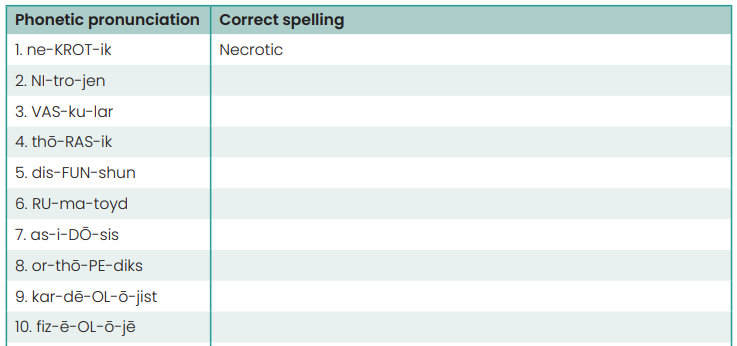 Phonetic pronunciation Correct spelling
1. ne-KROT-ik Necrotic
2. NI-tro-jen
3. VAS-ku-lar
4. thō-RAS-ik
5. dis-FUN-shun
6. RU-ma-toyd
7. as-i-DŌ-sis
8. or-thō-PE-diks
9. kar-dē-OL-ō-jist
10. fiz-ē-OL-ō-jē